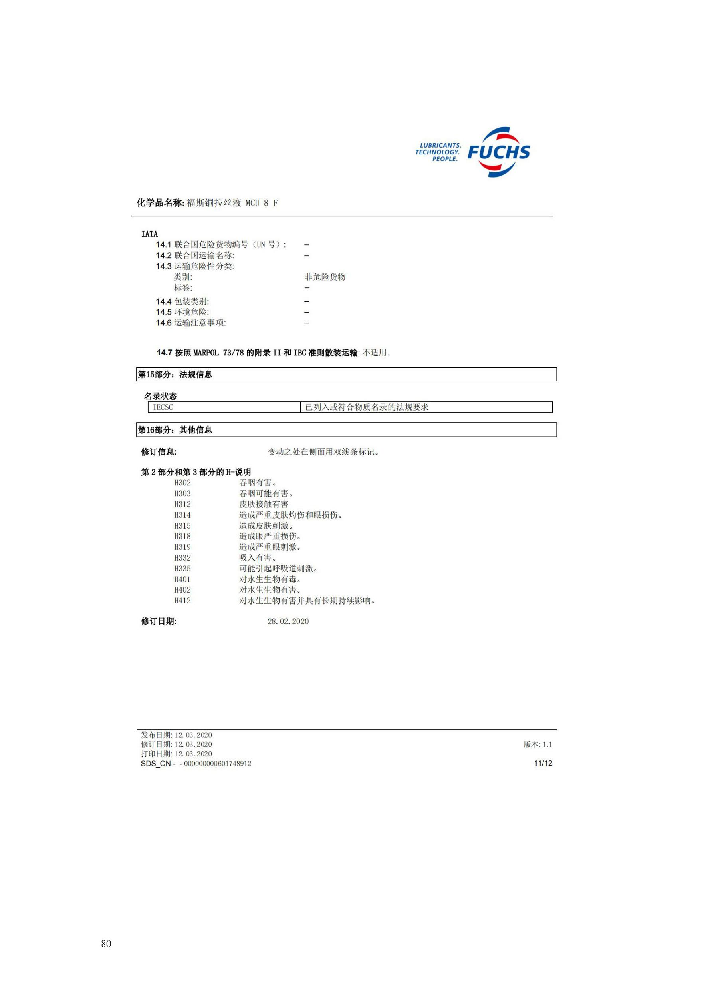 LUBRICANTS.
TECHNOLOGY.
PEOPLE.
FUCHS
化学品名称: 福斯铜拉丝液 MCU 8 F
IATA
14.1 联合国危险货物编号（UN 号）: –
14.2 联合国运输名称: –
14.3 运输危险性分类:
类别: 非危险货物
标签: –
14.4 包装类别: –
14.5 环境危险: –
14.6 运输注意事项: –
14.7 按照 MARPOL 73/78 的附录 II 和 IBC 准则散装运输: 不适用.
第15部分：法规信息
名录状态
IECSC 已列入或符合物质名录的法规要求
第16部分：其他信息
修订信息: 变动之处在侧面用双线条标记。
第 2 部分和第 3 部分的 H-说明
H302 吞咽有害。
H303 吞咽可能有害。
H312 皮肤接触有害
H314 造成严重皮肤灼伤和眼损伤。
H315 造成皮肤刺激。
H318 造成眼严重损伤。
H319 造成严重眼刺激。
H332 吸入有害。
H335 可能引起呼吸道刺激。
H401 对水生生物有毒。
H402 对水生生物有害。
H412 对水生生物有害并具有长期持续影响。
修订日期: 28.02.2020
发布日期: 12.03.2020
修订日期: 12.03.2020 版本: 1.1
打印日期: 12.03.2020
SDS_CN - - 000000000601748912 11/12
80